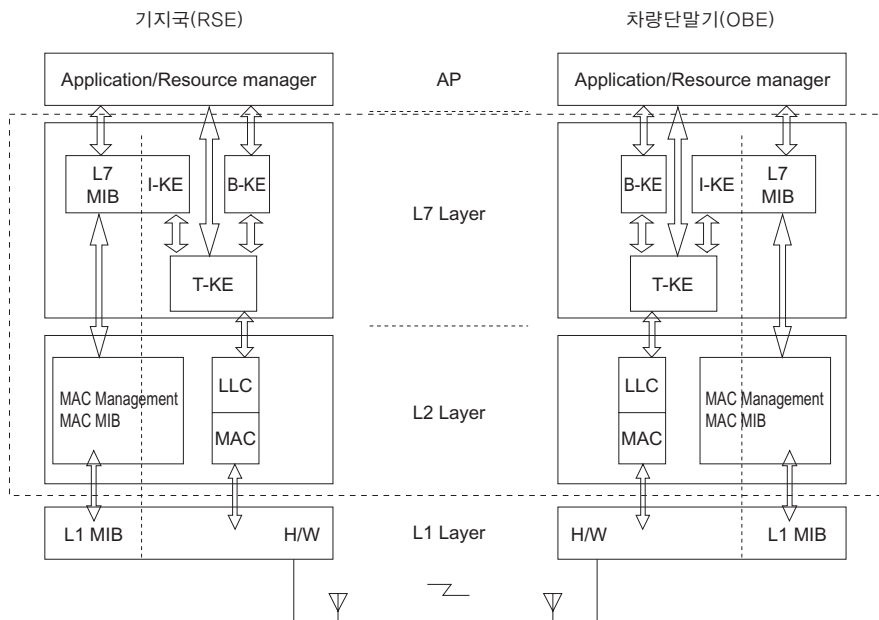 기지국(RSE)
차량단말기(OBE)
Application/Resource manager
AP
Application/Resource manager
L7
MIB
I-KE
B-KE
T-KE
L7 Layer
B-KE
I-KE
L7
MIB
T-KE
MAC Management
MAC MIB
LLC
MAC
L2 Layer
LLC
MAC
MAC Management
MAC MIB
L1 MIB
H/W
L1 Layer
H/W
L1 MIB